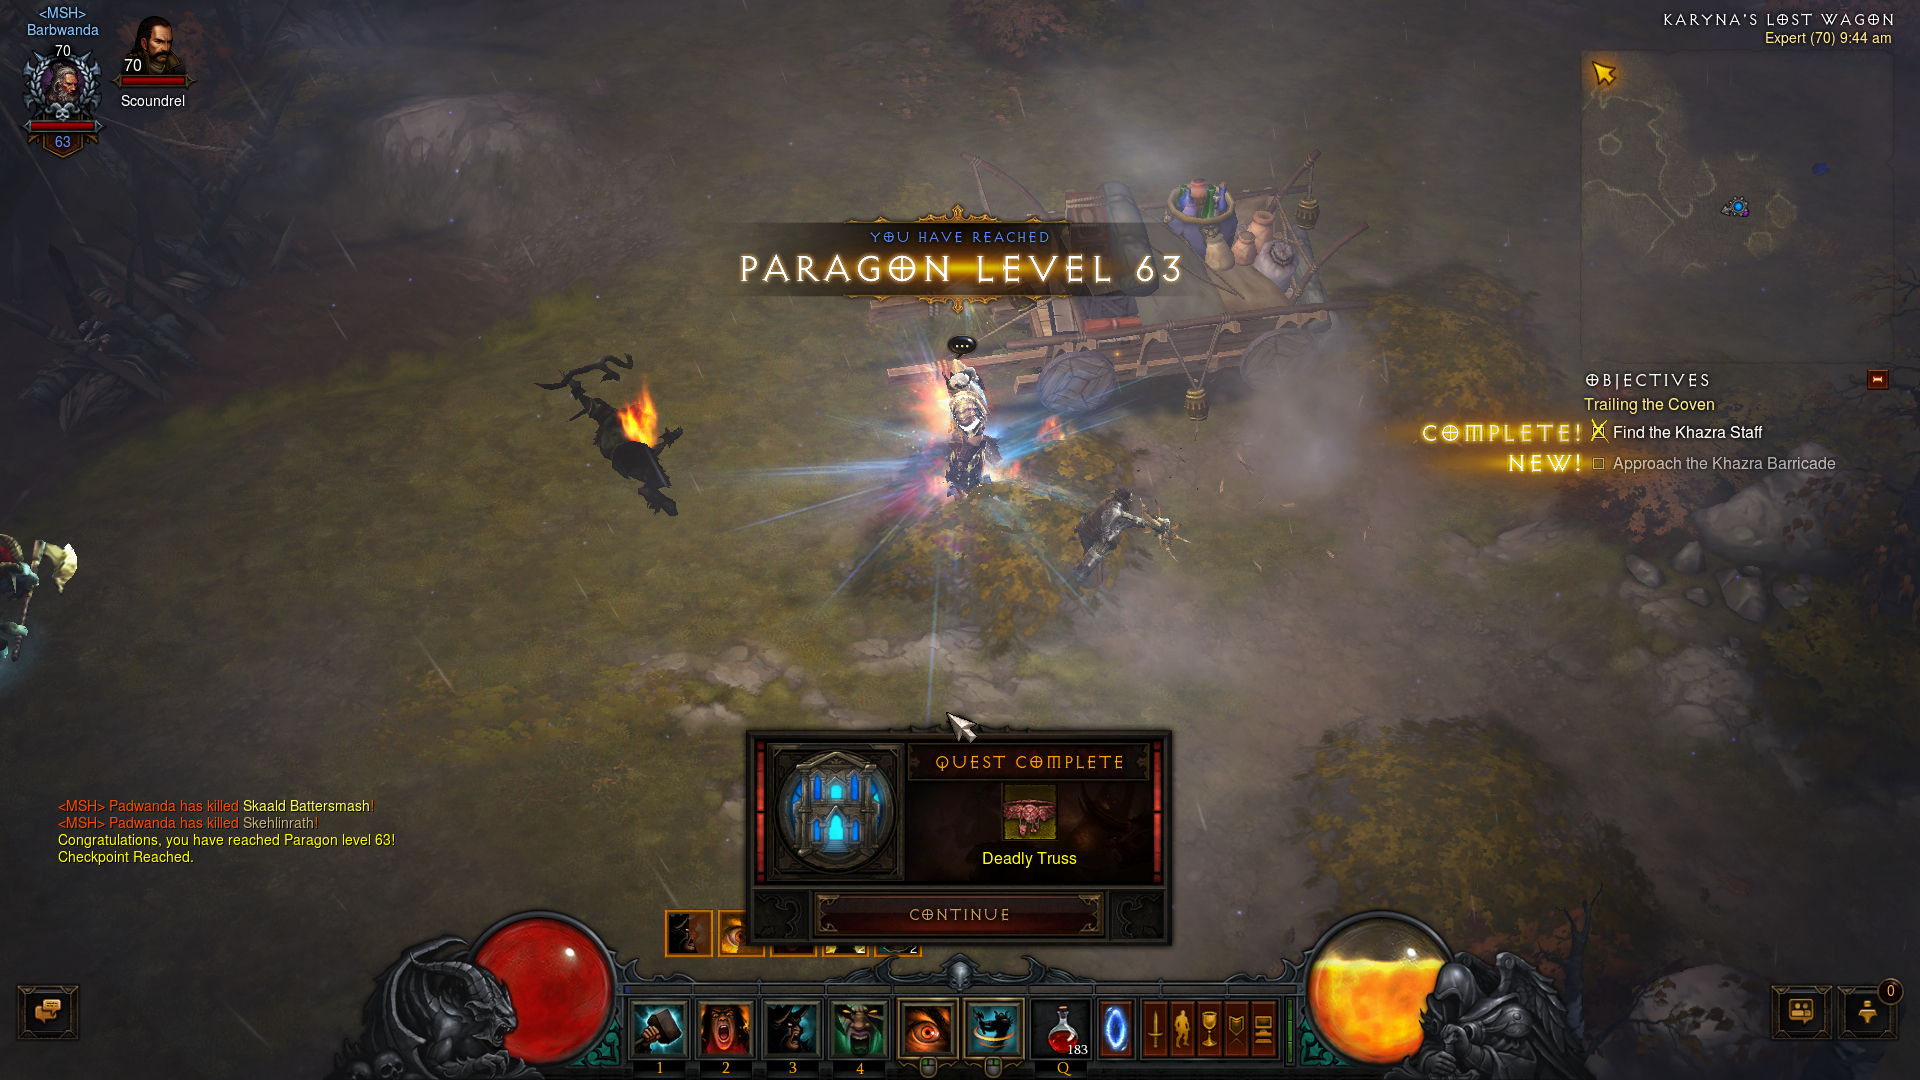 <MSH>
Barbwanda
70
70
Scoundrel
63
KARYNA'S LOST WAGON
Expert (70) 9:44 am
YOU HAVE REACHED
PARAGON LEVEL 63
...
OBJECTIVES
Trailing the Coven
COMPLETE! Find the Khazra Staff
NEW! Approach the Khazra Barricade
<MSH> Padwanda has killed Skaald Battersmash!
<MSH> Padwanda has killed Skehlinrath!
Congratulations, you have reached Paragon level 63!
Checkpoint Reached.
QUEST COMPLETE
Deadly Truss
CONTINUE
2
2
183
1
2
3
4
Q
0